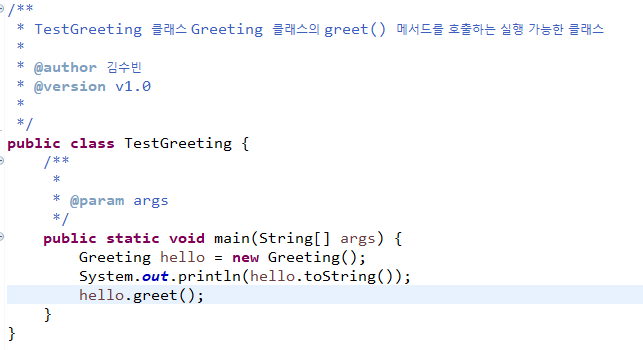 /**
 * TestGreeting 클래스 Greeting 클래스의 greet() 메서드를 호출하는 실행 가능한 클래스
 *
 * @author 김수빈
 * @version v1.0
 *
 */
public class TestGreeting {
    /**
     *
     * @param args
     */
    public static void main(String[] args) {
        Greeting hello = new Greeting();
        System.out.println(hello.toString());
        hello.greet();
    }
}